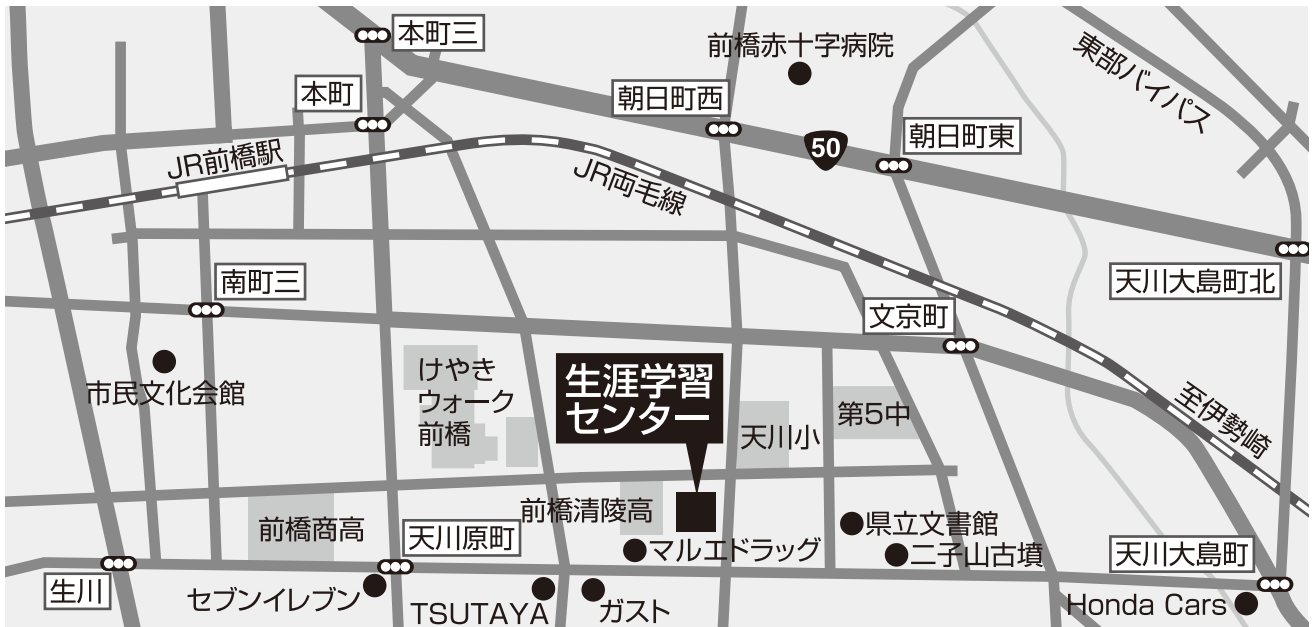 本町三
前橋赤十字病院
東部バイパス
本町
朝日町西
朝日町東
50
JR前橋駅
JR両毛線
南町三
天川大島町北
文京町
市民文化会館
けやき
ウォーク
前橋
生涯学習
センター
天川小
第5中
至伊勢崎
前橋商高
天川原町
前橋清陵高
マルエドラッグ
県立文書館
二子山古墳
天川大島町
生川
セブンイレブン
TSUTAYA
ガスト
Honda Cars